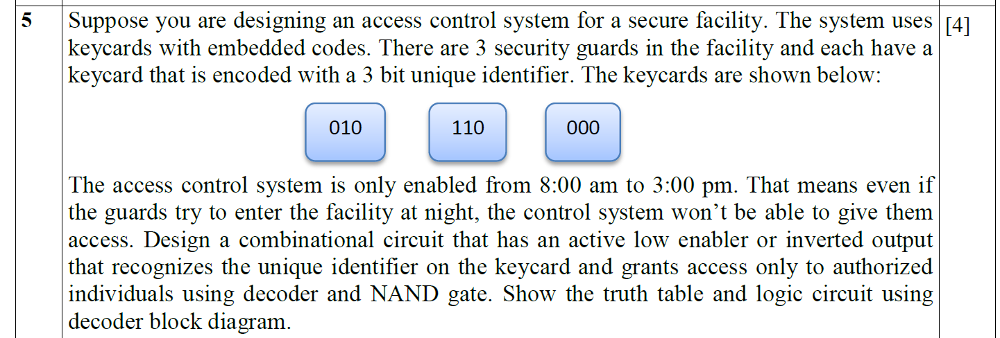 5 Suppose you are designing an access control system for a secure facility. The system uses [4]
keycards with embedded codes. There are 3 security guards in the facility and each have a
keycard that is encoded with a 3 bit unique identifier. The keycards are shown below:
010 110 000
The access control system is only enabled from 8:00 am to 3:00 pm. That means even if
the guards try to enter the facility at night, the control system won’t be able to give them
access. Design a combinational circuit that has an active low enabler or inverted output
that recognizes the unique identifier on the keycard and grants access only to authorized
individuals using decoder and NAND gate. Show the truth table and logic circuit using
decoder block diagram.